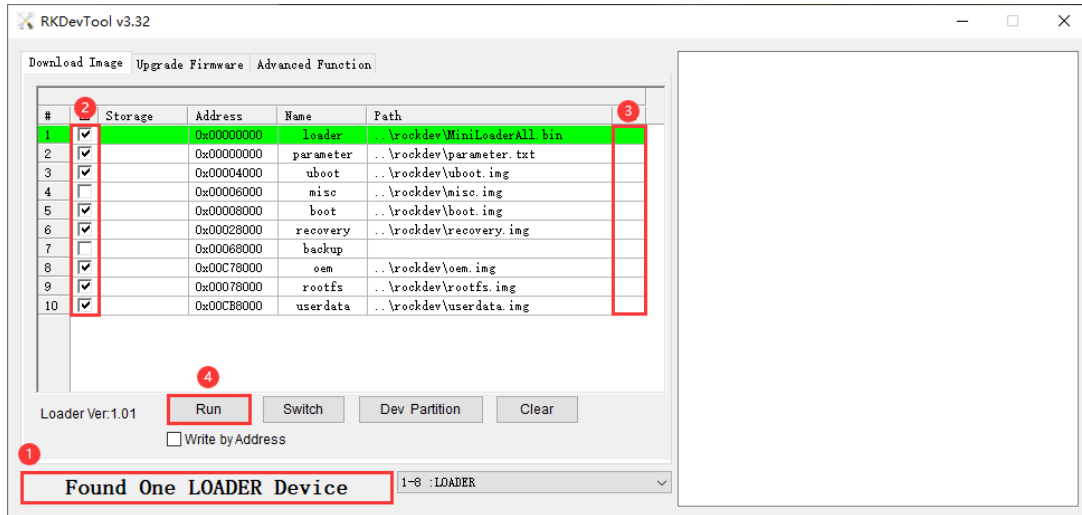 RKDevTool v3.32
Download Image Upgrade Firmware Advanced Function
# 2 Storage Address Name Path 3
1 0x00000000 loader ..\rockdev\MiniLoaderAll.bin
2 0x00000000 parameter ..\rockdev\parameter.txt
3 0x00004000 uboot ..\rockdev\uboot.img
4 0x00006000 misc ..\rockdev\misc.img
5 0x00008000 boot ..\rockdev\boot.img
6 0x00028000 recovery ..\rockdev\recovery.img
7 0x00068000 backup
8 0x00C78000 oem ..\rockdev\oem.img
9 0x00078000 rootfs ..\rockdev\rootfs.img
10 0x00CB8000 userdata ..\rockdev\userdata.img
4
Loader Ver:1.01 Run Switch Dev Partition Clear
Write by Address
1
Found One LOADER Device 1-8 :LOADER